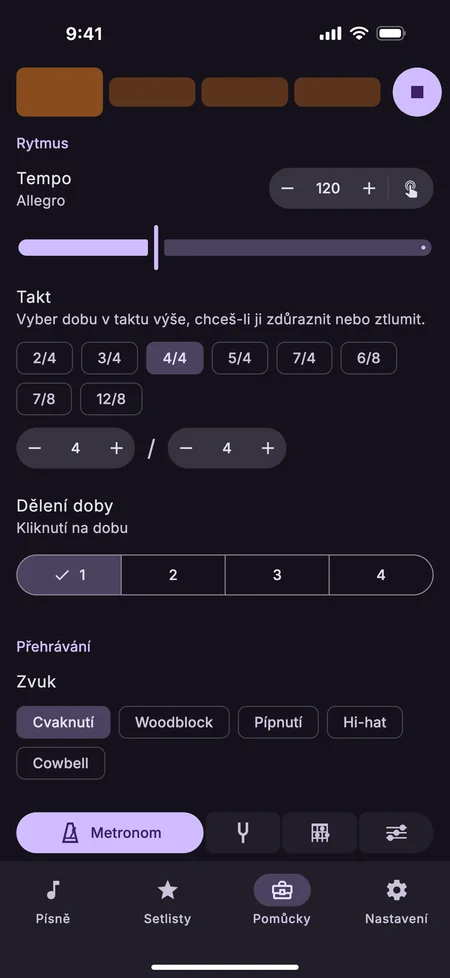 9:41
Rytmus
Tempo
Allegro
− 120 +
Takt
Vyber dobu v taktu výše, chceš-li ji zdůraznit nebo ztlumit.
2/4 3/4 4/4 5/4 7/4 6/8
7/8 12/8
− 4 + / − 4 +
Dělení doby
Kliknutí na dobu
1 2 3 4
Přehrávání
Zvuk
Cvaknutí Woodblock Pípnutí Hi-hat
Cowbell
Metronom
Písně Setlisty Pomůcky Nastavení